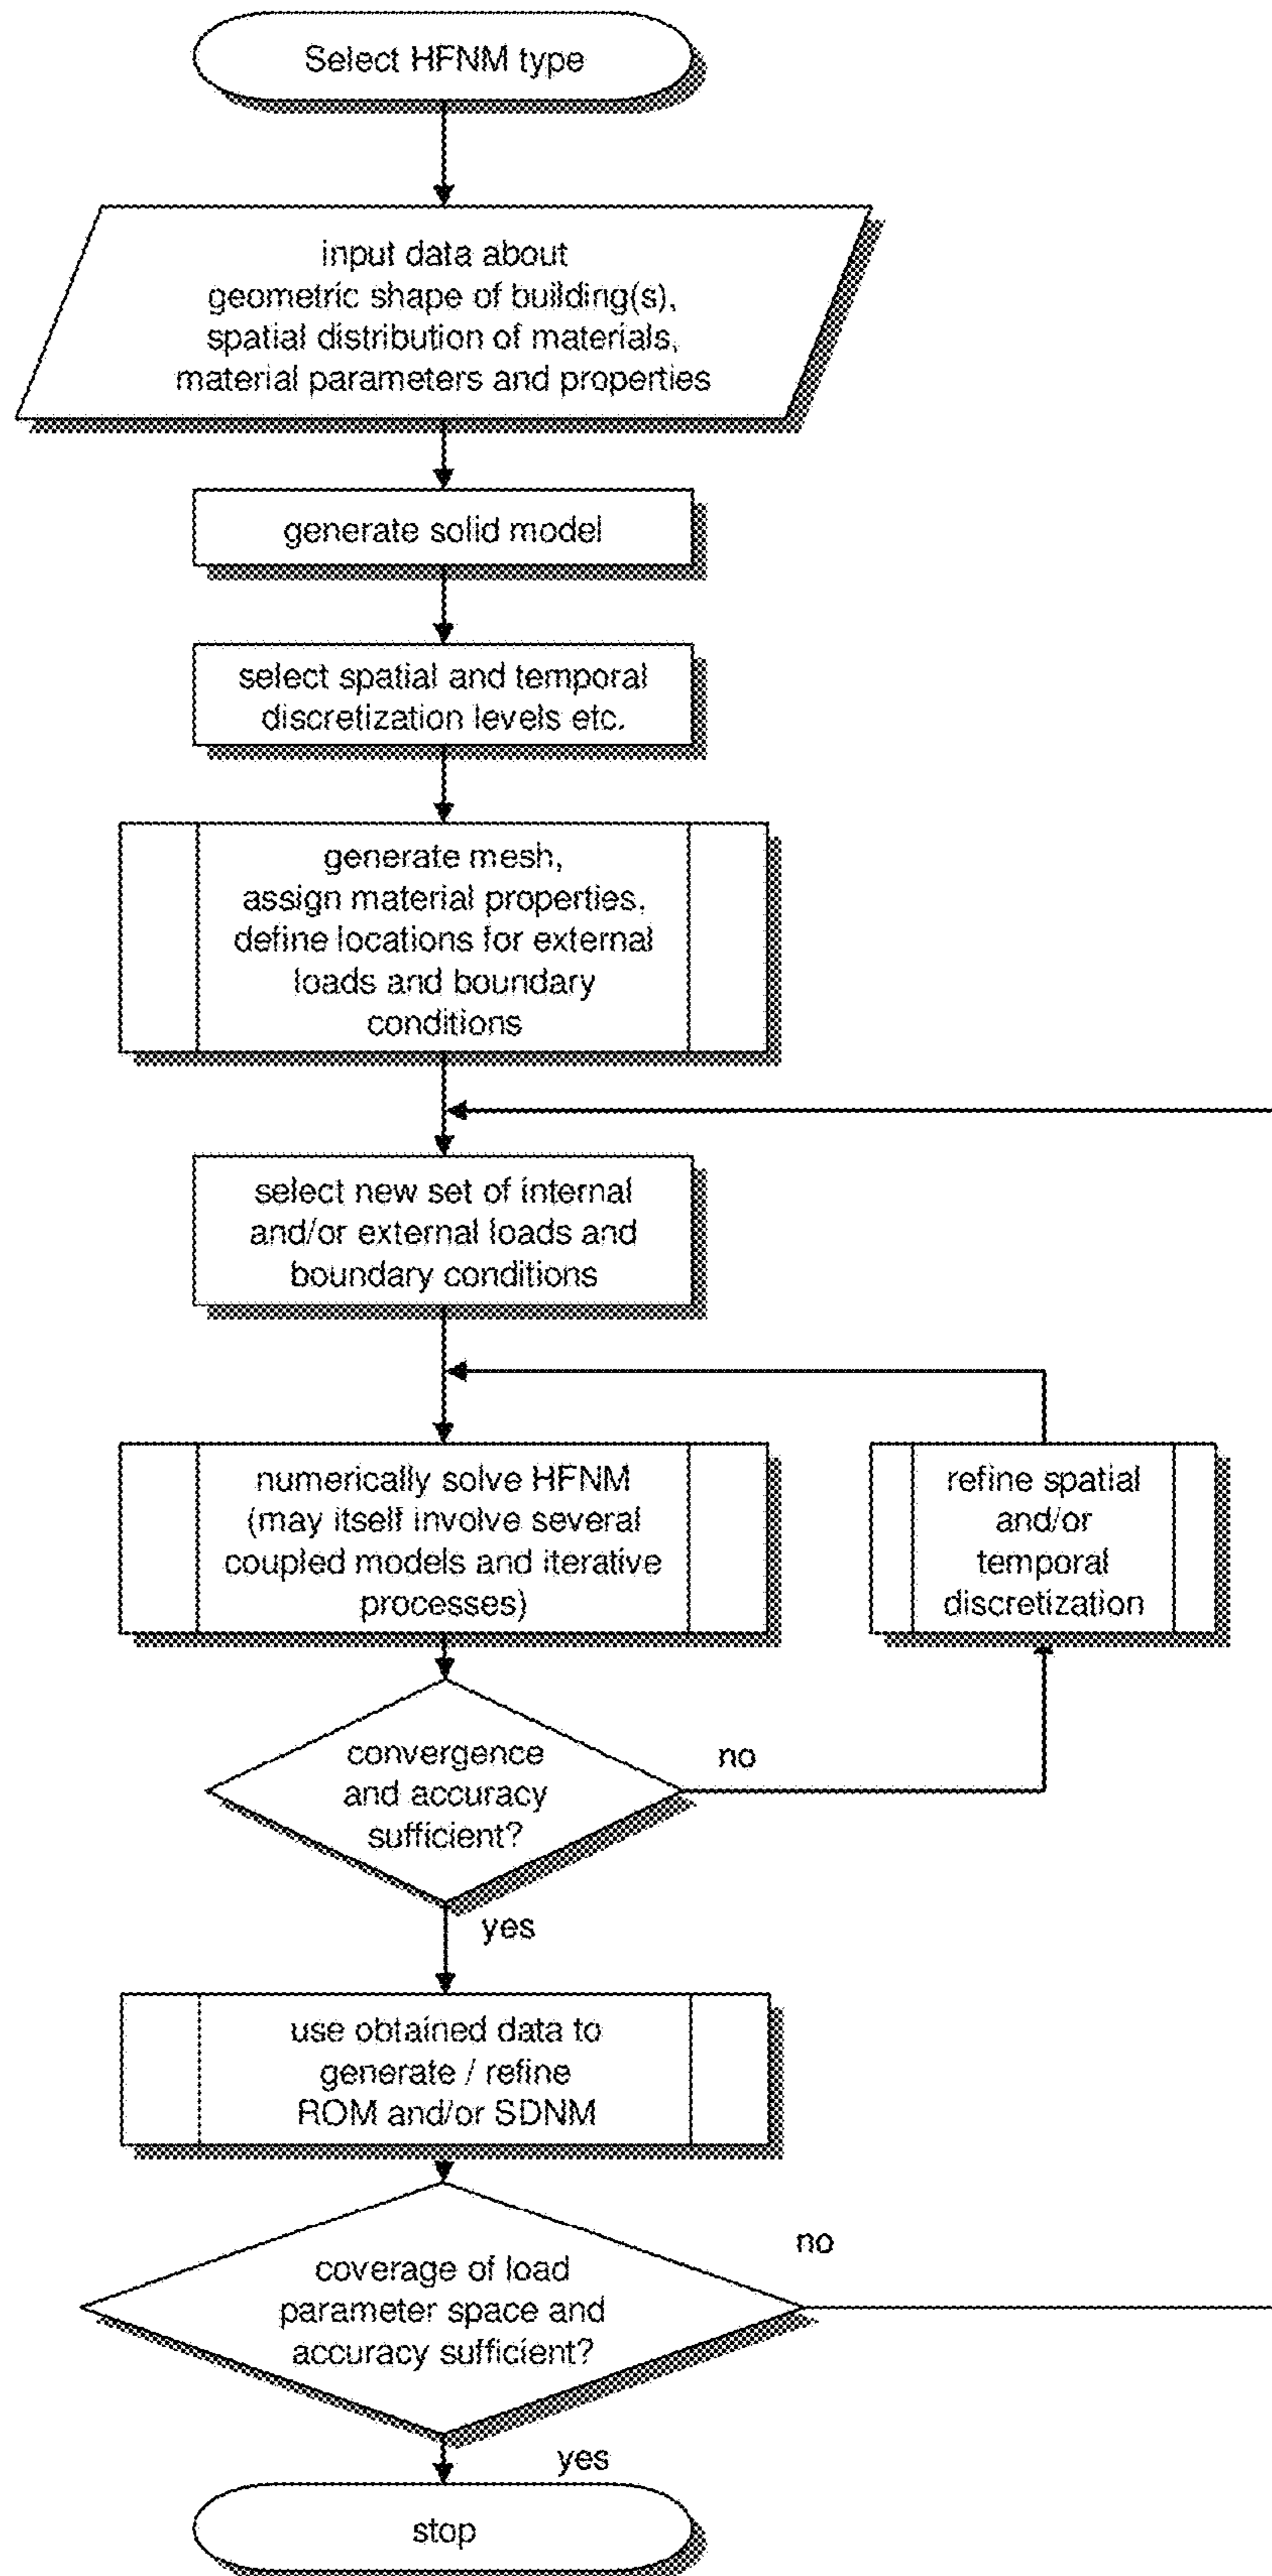 Select HFNM type
input data about
geometric shape of building(s),
spatial distribution of materials,
material parameters and properties
generate solid model
select spatial and temporal
discretization levels etc.
generate mesh,
assign material properties,
define locations for external
loads and boundary
conditions
select new set of internal
and/or external loads and
boundary conditions
numerically solve HFNM
(may itself involve several
coupled models and iterative
processes)
refine spatial
and/or
temporal
discretization
convergence
and accuracy
sufficient?
no
yes
use obtained data to
generate / refine
ROM and/or SDNM
coverage of load
parameter space and
accuracy sufficient?
no
yes
stop